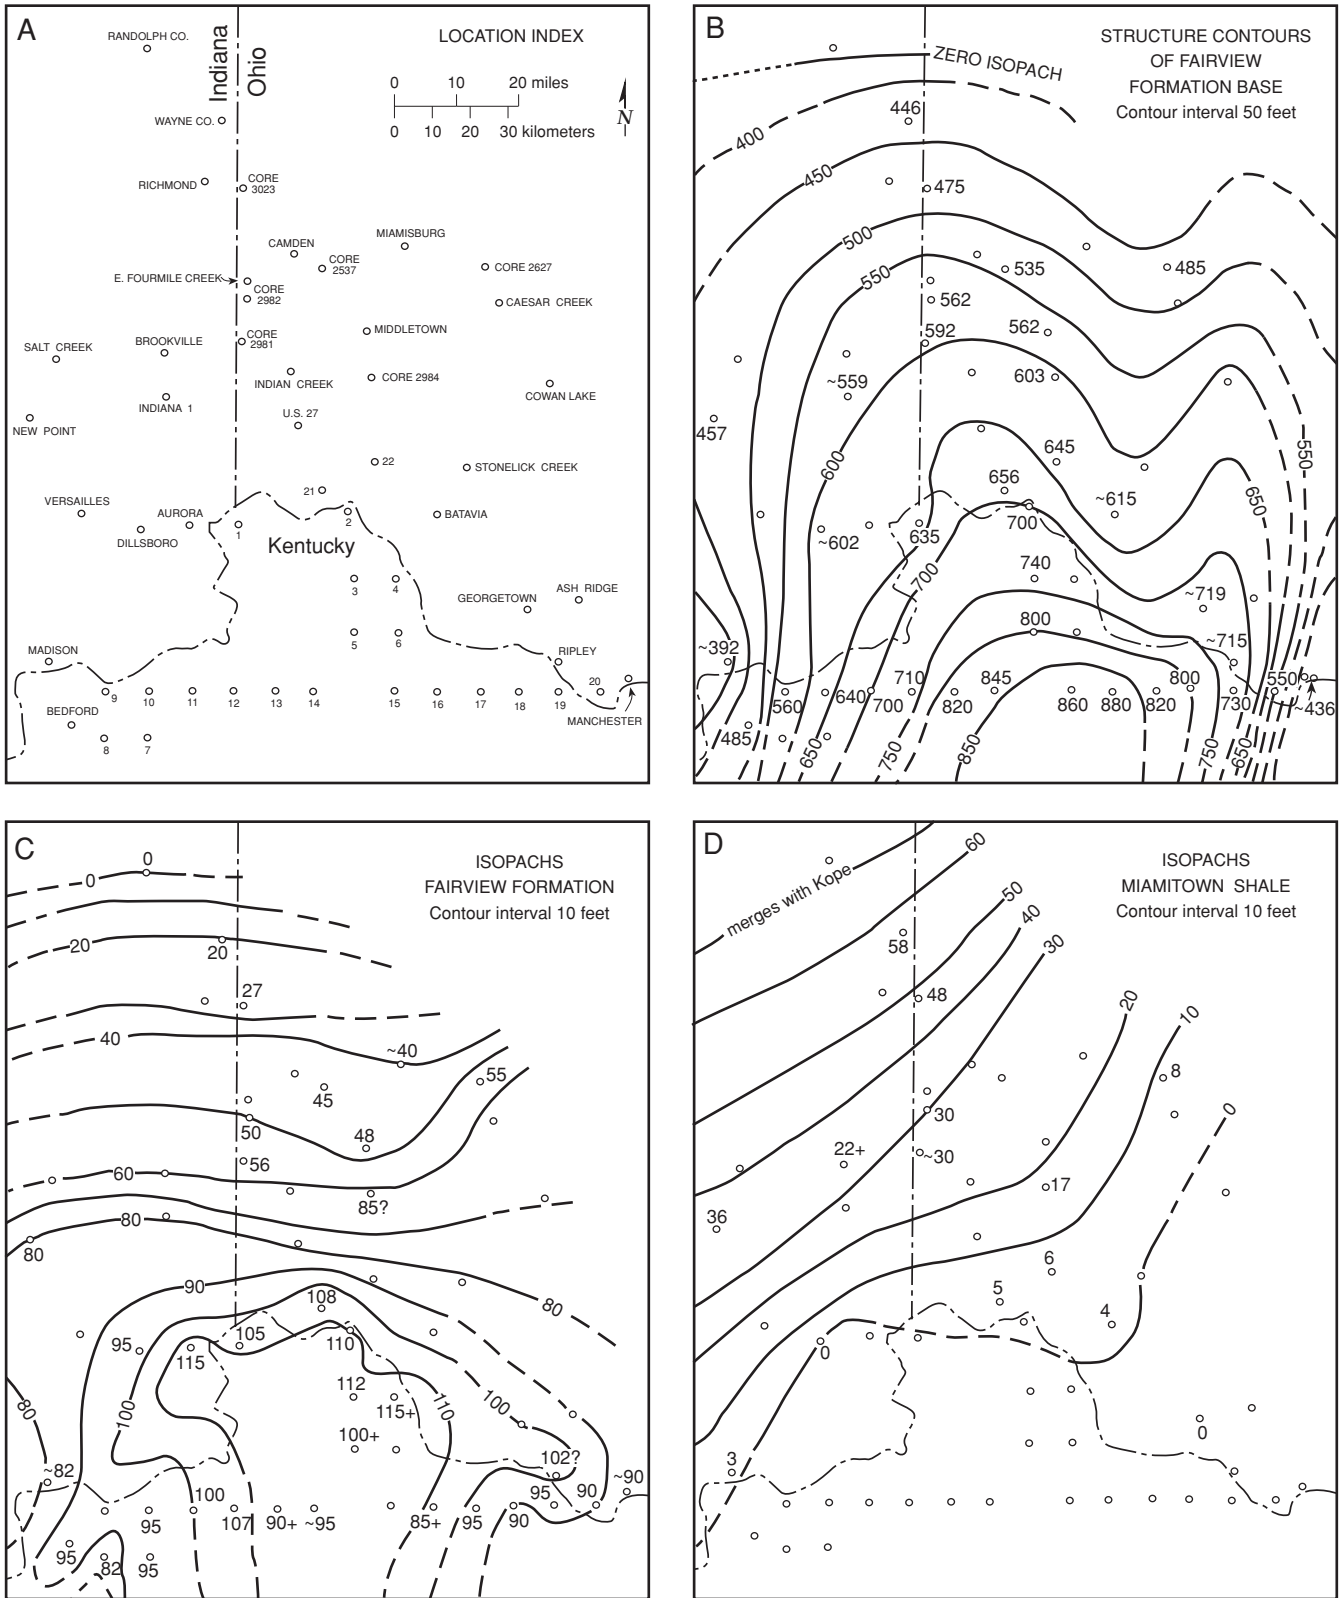 A
RANDOLPH CO.
Indiana
Ohio
LOCATION INDEX
0 10 20 miles
0 10 20 30 kilometers
N
WAYNE CO.
RICHMOND
CORE
3023
CAMDEN
MIAMISBURG
CORE
2537
CORE 2627
E. FOURMILE CREEK
CORE
2982
CAESAR CREEK
MIDDLETOWN
SALT CREEK
BROOKVILLE
CORE
2981
INDIAN CREEK
CORE 2984
COWAN LAKE
INDIANA 1
U.S. 27
NEW POINT
22
STONELICK CREEK
21
VERSAILLES
AURORA
DILLSBORO
1
2
BATAVIA
Kentucky
3
4
ASH RIDGE
GEORGETOWN
5
6
MADISON
RIPLEY
9
10
11
12
13
14
15
16
17
18
19
20
MANCHESTER
BEDFORD
8
7
B
STRUCTURE CONTOURS
OF FAIRVIEW
FORMATION BASE
Contour interval 50 feet
ZERO ISOPACH
446
400
450
475
500
535
485
550
562
592
562
~559
603
457
600
645
550
656
~615
650
~602
635
700
740
700
~719
800
~715
~392
560
640
700
710
820
845
860
880
820
800
730
550
~436
485
650
750
850
750
650
C
ISOPACHS
FAIRVIEW FORMATION
Contour interval 10 feet
0
0
20
20
27
40
~40
55
45
50
48
56
60
85?
80
80
90
80
108
95
115
105
110
112
115+
110
100
100
80
100+
102?
~82
~90
95
100
107
90+
~95
85+
95
90
95
90
95
82
95
D
ISOPACHS
MIAMITOWN SHALE
Contour interval 10 feet
merges with Kope
60
50
40
30
58
48
20
10
8
0
30
22+
~30
17
36
6
5
4
0
0
3